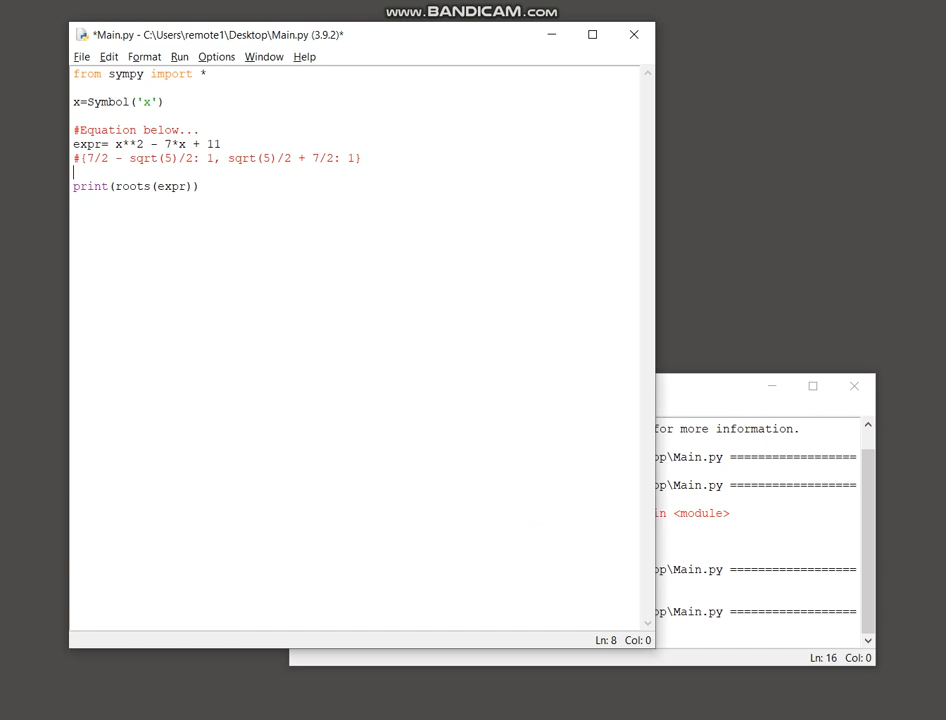 www.BANDICAM.com
*Main.py - C:\Users\remote1\Desktop\Main.py (3.9.2)*
File Edit Format Run Options Window Help
from sympy import *
x=Symbol('x')
#Equation below...
expr= x**2 - 7*x + 11
#{7/2 - sqrt(5)/2: 1, sqrt(5)/2 + 7/2: 1}
print(roots(expr))
Ln: 8 Col: 0
for more information.
op\Main.py ==================
op\Main.py ==================
in <module>
op\Main.py ==================
op\Main.py ==================
Ln: 16 Col: 0